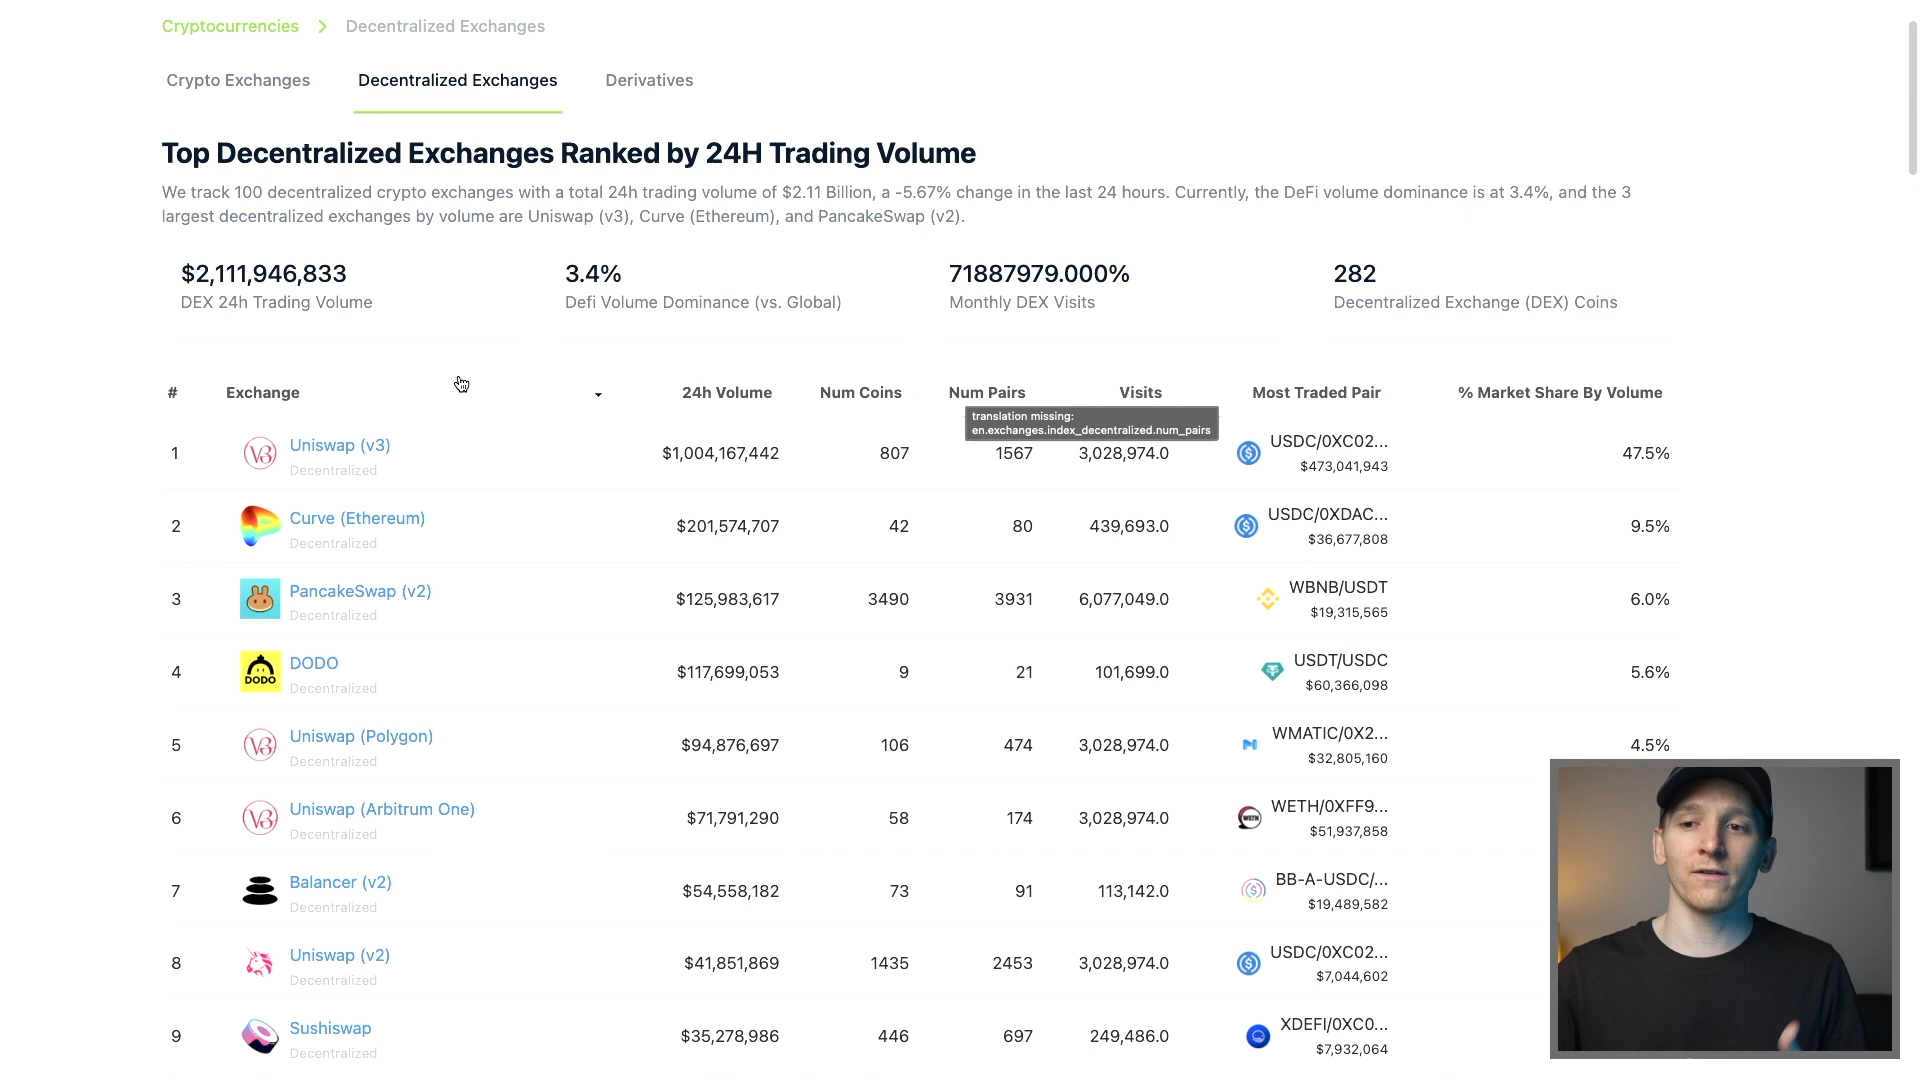 Cryptocurrencies > Decentralized Exchanges
Crypto Exchanges Decentralized Exchanges Derivatives
Top Decentralized Exchanges Ranked by 24H Trading Volume
We track 100 decentralized crypto exchanges with a total 24h trading volume of $2.11 Billion, a -5.67% change in the last 24 hours. Currently, the DeFi volume dominance is at 3.4%, and the 3
largest decentralized exchanges by volume are Uniswap (v3), Curve (Ethereum), and PancakeSwap (v2).
$2,111,946,833 3.4% 71887979.000% 282
DEX 24h Trading Volume Defi Volume Dominance (vs. Global) Monthly DEX Visits Decentralized Exchange (DEX) Coins
# Exchange 24h Volume Num Coins Num Pairs Visits Most Traded Pair % Market Share By Volume
translation missing:
en.exchanges.index_decentralized.num_pairs
1 Uniswap (v3) $1,004,167,442 807 1567 3,028,974.0 USDC/0XC02... 47.5%
Decentralized $473,041,943
2 Curve (Ethereum) $201,574,707 42 80 439,693.0 USDC/0XDAC... 9.5%
Decentralized $36,677,808
3 PancakeSwap (v2) $125,983,617 3490 3931 6,077,049.0 WBNB/USDT 6.0%
Decentralized $19,315,565
4 DODO $117,699,053 9 21 101,699.0 USDT/USDC 5.6%
DODO Decentralized $60,366,098
5 Uniswap (Polygon) $94,876,697 106 474 3,028,974.0 WMATIC/0X2... 4.5%
Decentralized $32,805,160
6 Uniswap (Arbitrum One) $71,791,290 58 174 3,028,974.0 WETH/0XFF9...
Decentralized $51,937,858
7 Balancer (v2) $54,558,182 73 91 113,142.0 BB-A-USDC/...
Decentralized $19,489,582
8 Uniswap (v2) $41,851,869 1435 2453 3,028,974.0 USDC/0XC02...
Decentralized $7,044,602
9 Sushiswap $35,278,986 446 697 249,486.0 XDEFI/0XC0...
Decentralized $7,932,064